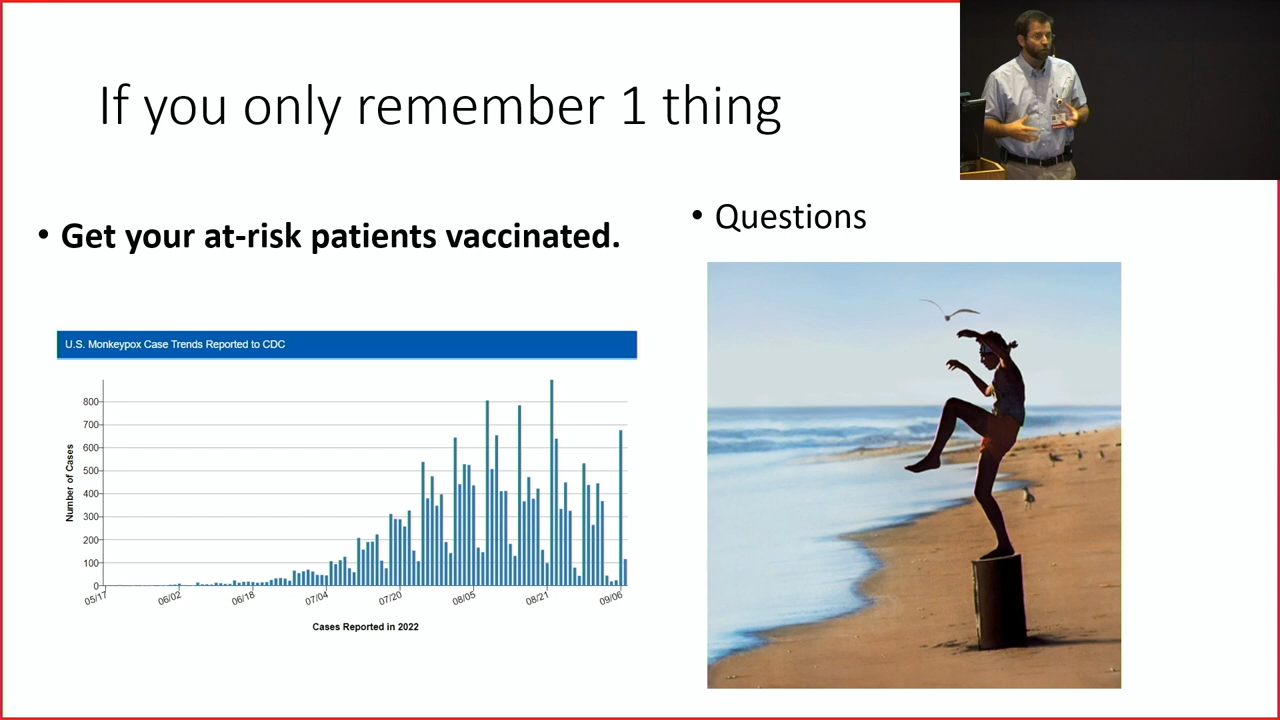 If you only remember 1 thing
• Get your at-risk patients vaccinated.
U.S. Monkeypox Case Trends Reported to CDC
Number of Cases
800
700
600
500
400
300
200
100
0
05/17
06/02
06/18
07/04
07/20
08/05
08/21
09/06
Cases Reported in 2022
• Questions